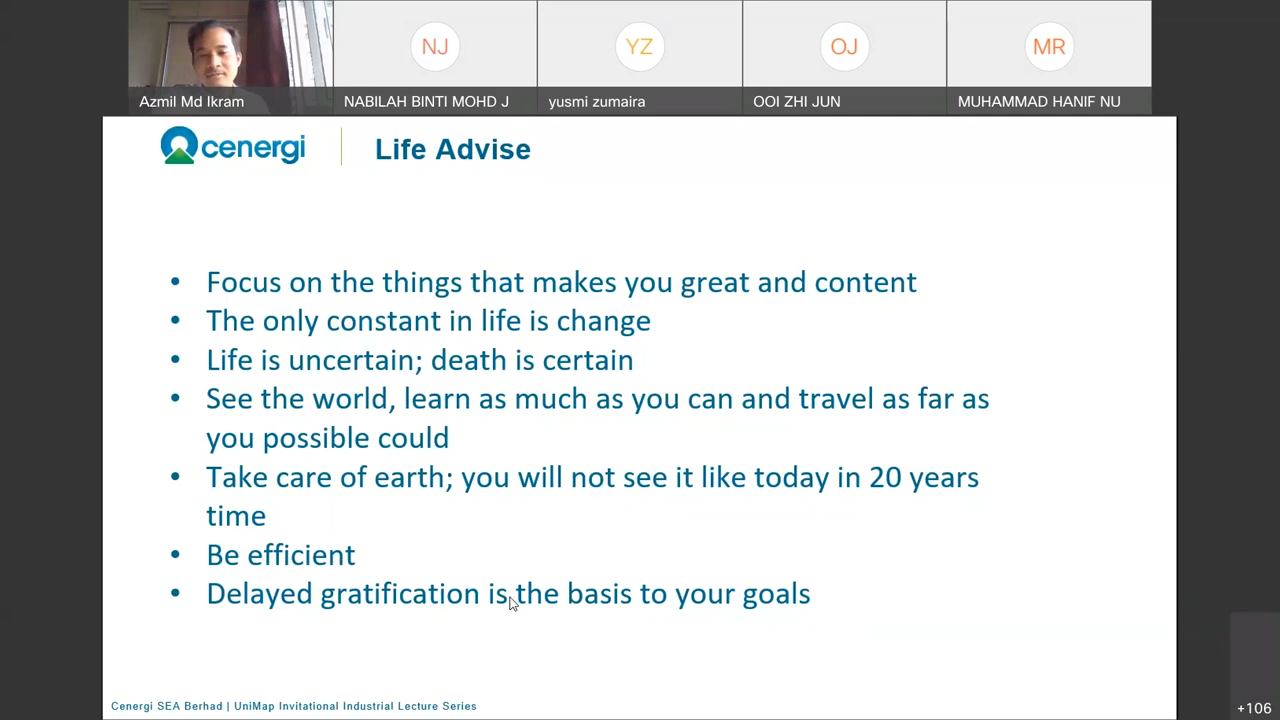 NJ
YZ
OJ
MR
Azmil Md Ikram
NABILAH BINTI MOHD J
yusmi zumaira
OOI ZHI JUN
MUHAMMAD HANIF NU
cenergi
Life Advise
• Focus on the things that makes you great and content
• The only constant in life is change
• Life is uncertain; death is certain
• See the world, learn as much as you can and travel as far as
you possible could
• Take care of earth; you will not see it like today in 20 years
time
• Be efficient
• Delayed gratification is the basis to your goals
Cenergi SEA Berhad | UniMap Invitational Industrial Lecture Series
+106